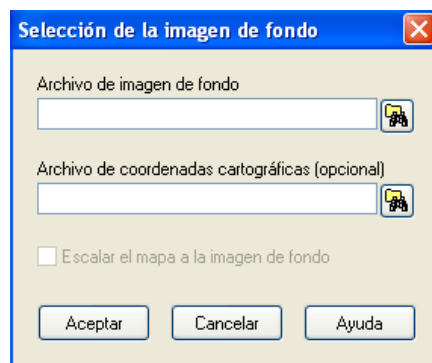 Selección de la imagen de fondo
Archivo de imagen de fondo
Archivo de coordenadas cartográficas (opcional)
Escalar el mapa a la imagen de fondo
Aceptar Cancelar Ayuda